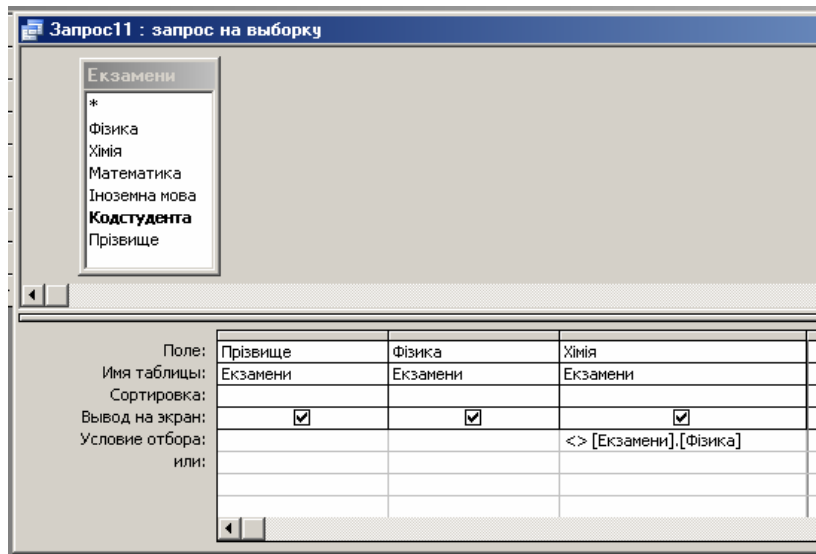 Запрос11 : запрос на выборку
Екзамени
*
Фізика
Хімія
Математика
Іноземна мова
Кодстудента
Прізвище
Поле: Прізвище Фізика Хімія
Имя таблицы: Екзамени Екзамени Екзамени
Сортировка:
Вывод на экран:
Условие отбора: <> [Екзамени].[Фізика]
или: